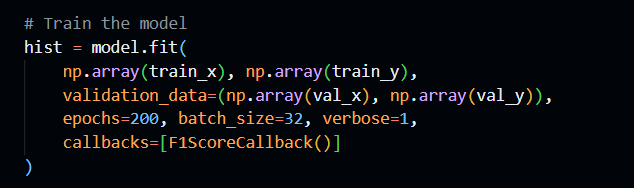 # Train the model
hist = model.fit(
    np.array(train_x), np.array(train_y),
    validation_data=(np.array(val_x), np.array(val_y)),
    epochs=200, batch_size=32, verbose=1,
    callbacks=[F1ScoreCallback()]
)